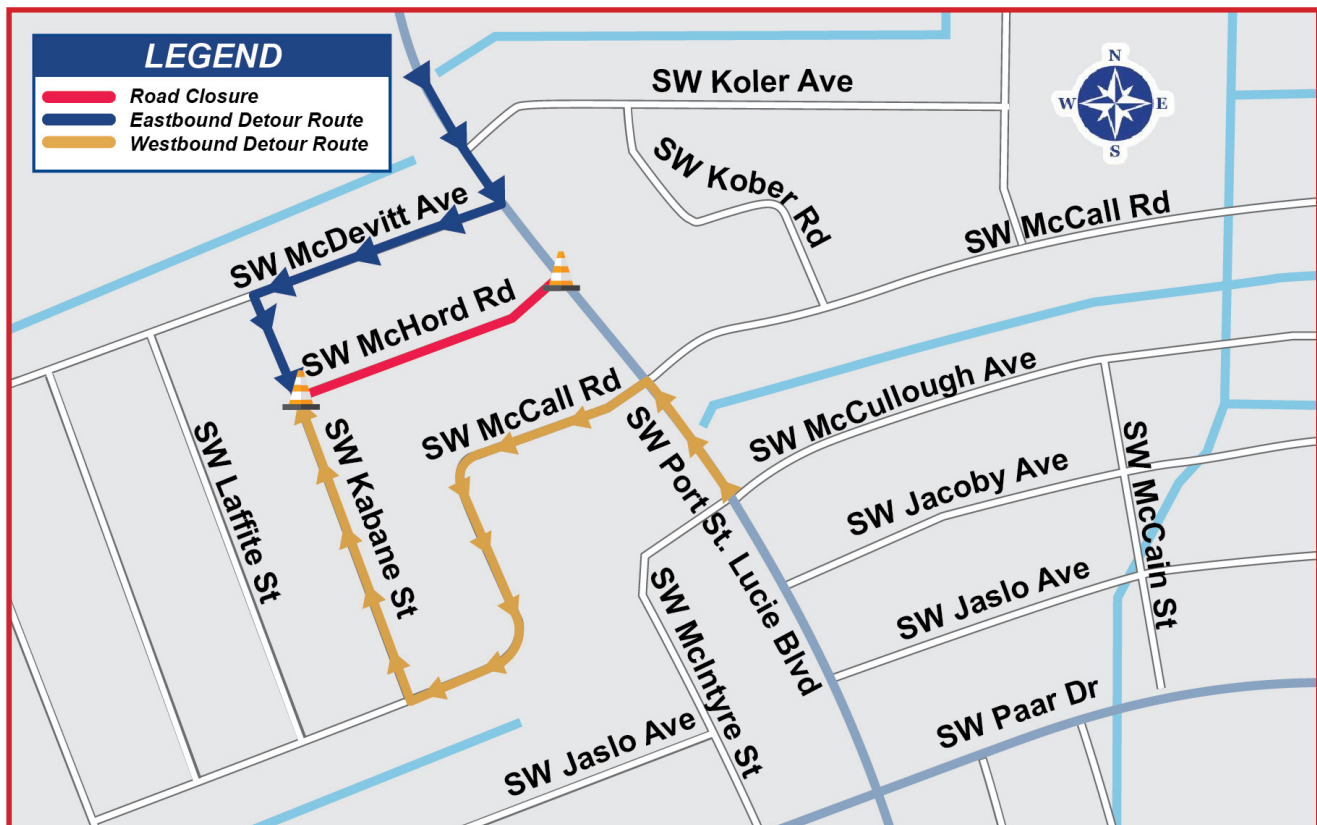 LEGEND
Road Closure
Eastbound Detour Route
Westbound Detour Route
N
W
E
S
SW Koler Ave
SW Kober Rd
SW McCall Rd
SW McDevitt Ave
SW McHord Rd
SW McCall Rd
SW Laffite St
SW Kabane St
SW Port St. Lucie Blvd
SW McCullough Ave
SW Jacoby Ave
SW McCain St
SW Jaslo Ave
SW McIntyre St
SW Paar Dr
SW Jaslo Ave